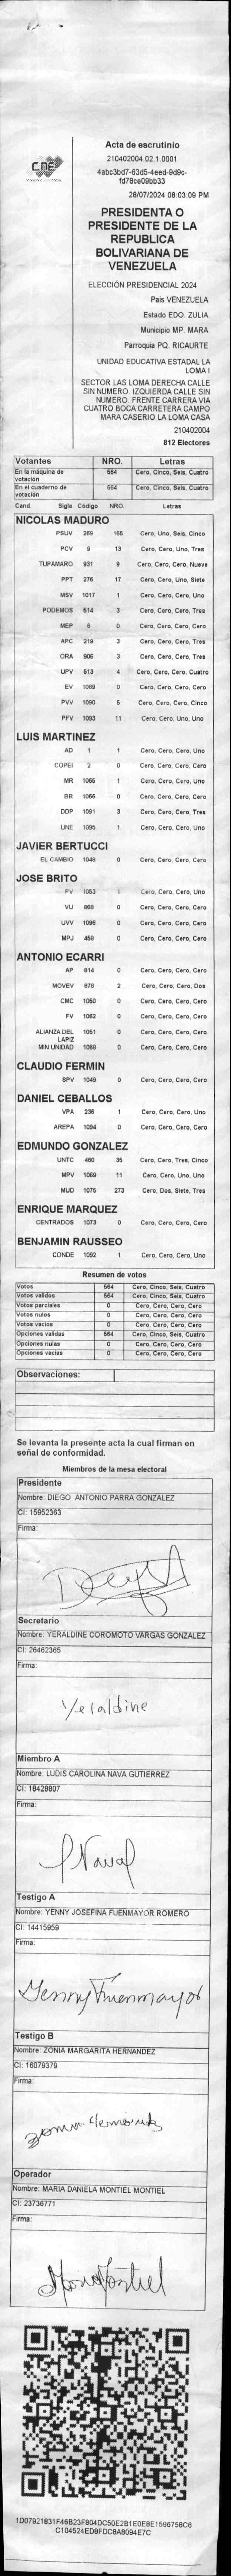 CNE
Acta de escrutinio
210402004.02.1.0001
4abc3bd7-63d5-4eed-9d9c-
fd76ce09bb33
28/07/2024 08:03:09 PM
PRESIDENTA O
PRESIDENTE DE LA
REPUBLICA
BOLIVARIANA DE
VENEZUELA
ELECCIÓN PRESIDENCIAL 2024
Pais VENEZUELA
Estado EDO. ZULIA
Municipio MP. MARA
Parroquia PQ. RICAURTE
UNIDAD EDUCATIVA ESTADAL LA
LOMA I
SECTOR LAS LOMA DERECHA CALLE
SIN NUMERO. IZQUIERDA CALLE SIN
NUMERO. FRENTE CARRERA VIA
CUATRO BOCA CARRETERA CAMPO
MARA CASERIO LA LOMA CASA
210402004
812 Electores
Votantes NRO. Letras
En la máquina de votación 564 Cero, Cinco, Seis, Cuatro
En el cuaderno de votación 564 Cero, Cinco, Seis, Cuatro
Cand. Sigla Código NRO. Letras
NICOLAS MADURO
PSUV 269 165 Cero, Uno, Seis, Cinco
PCV 9 13 Cero, Cero, Uno, Tres
TUPAMARO 931 9 Cero, Cero, Cero, Nueve
PPT 276 17 Cero, Cero, Uno, Siete
MSV 1017 1 Cero, Cero, Cero, Uno
PODEMOS 514 3 Cero, Cero, Cero, Tres
MEP 6 0 Cero, Cero, Cero, Cero
APC 219 3 Cero, Cero, Cero, Tres
ORA 906 3 Cero, Cero, Cero, Tres
UPV 513 4 Cero, Cero, Cero, Cuatro
EV 1089 0 Cero, Cero, Cero, Cero
PVV 1090 5 Cero, Cero, Cero, Cinco
PFV 1093 11 Cero, Cero, Uno, Uno
LUIS MARTINEZ
AD 1 1 Cero, Cero, Cero, Uno
COPEI 2 0 Cero, Cero, Cero, Cero
MR 1065 1 Cero, Cero, Cero, Uno
BR 1066 0 Cero, Cero, Cero, Cero
DDP 1091 3 Cero, Cero, Cero, Tres
UNE 1095 1 Cero, Cero, Cero, Uno
JAVIER BERTUCCI
EL CAMBIO 1048 0 Cero, Cero, Cero, Cero
JOSE BRITO
PV 1053 1 Cero, Cero, Cero, Uno
VU 868 0 Cero, Cero, Cero, Cero
UVV 1096 0 Cero, Cero, Cero, Cero
MPJ 458 0 Cero, Cero, Cero, Cero
ANTONIO ECARRI
AP 814 0 Cero, Cero, Cero, Cero
MOVEV 978 2 Cero, Cero, Cero, Dos
CMC 1050 0 Cero, Cero, Cero, Cero
FV 1062 0 Cero, Cero, Cero, Cero
ALIANZA DEL LAPIZ 1051 0 Cero, Cero, Cero, Cero
MIN UNIDAD 1068 0 Cero, Cero, Cero, Cero
CLAUDIO FERMIN
SPV 1049 0 Cero, Cero, Cero, Cero
DANIEL CEBALLOS
VPA 236 1 Cero, Cero, Cero, Uno
AREPA 1094 0 Cero, Cero, Cero, Cero
EDMUNDO GONZALEZ
UNTC 460 35 Cero, Cero, Tres, Cinco
MPV 1069 11 Cero, Cero, Uno, Uno
MUD 1075 273 Cero, Dos, Siete, Tres
ENRIQUE MARQUEZ
CENTRADOS 1073 0 Cero, Cero, Cero, Cero
BENJAMIN RAUSSEO
CONDE 1092 1 Cero, Cero, Cero, Uno
Resumen de votos
Votos 564 Cero, Cinco, Seis, Cuatro
Votos validos 564 Cero, Cinco, Seis, Cuatro
Votos parciales 0 Cero, Cero, Cero, Cero
Votos nulos 0 Cero, Cero, Cero, Cero
Votos vacios 0 Cero, Cero, Cero, Cero
Opciones validas 564 Cero, Cinco, Seis, Cuatro
Opciones nulas 0 Cero, Cero, Cero, Cero
Opciones vacias 0 Cero, Cero, Cero, Cero
Observaciones:
Se levanta la presente acta la cual firman en
señal de conformidad.
Miembros de la mesa electoral
Presidente
Nombre: DIEGO ANTONIO PARRA GONZALEZ
CI: 15952363
Firma:
Secretario
Nombre: YERALDINE COROMOTO VARGAS GONZALEZ
CI: 26462365
Firma:
Yeraldine
Miembro A
Nombre: LUDIS CAROLINA NAVA GUTIERREZ
CI: 18428807
Firma:
Testigo A
Nombre: YENNY JOSEFINA FUENMAYOR ROMERO
CI: 14415959
Firma:
Yenny Fuenmayor
Testigo B
Nombre: ZONIA MARGARITA HERNANDEZ
CI: 16079379
Firma:
Operador
Nombre: MARIA DANIELA MONTIEL MONTIEL
CI: 23736771
Firma:
1D07921831F46B23FB04DC50E2B1E0E8E1596758C6
C104524ED8FDC8A8094E7C